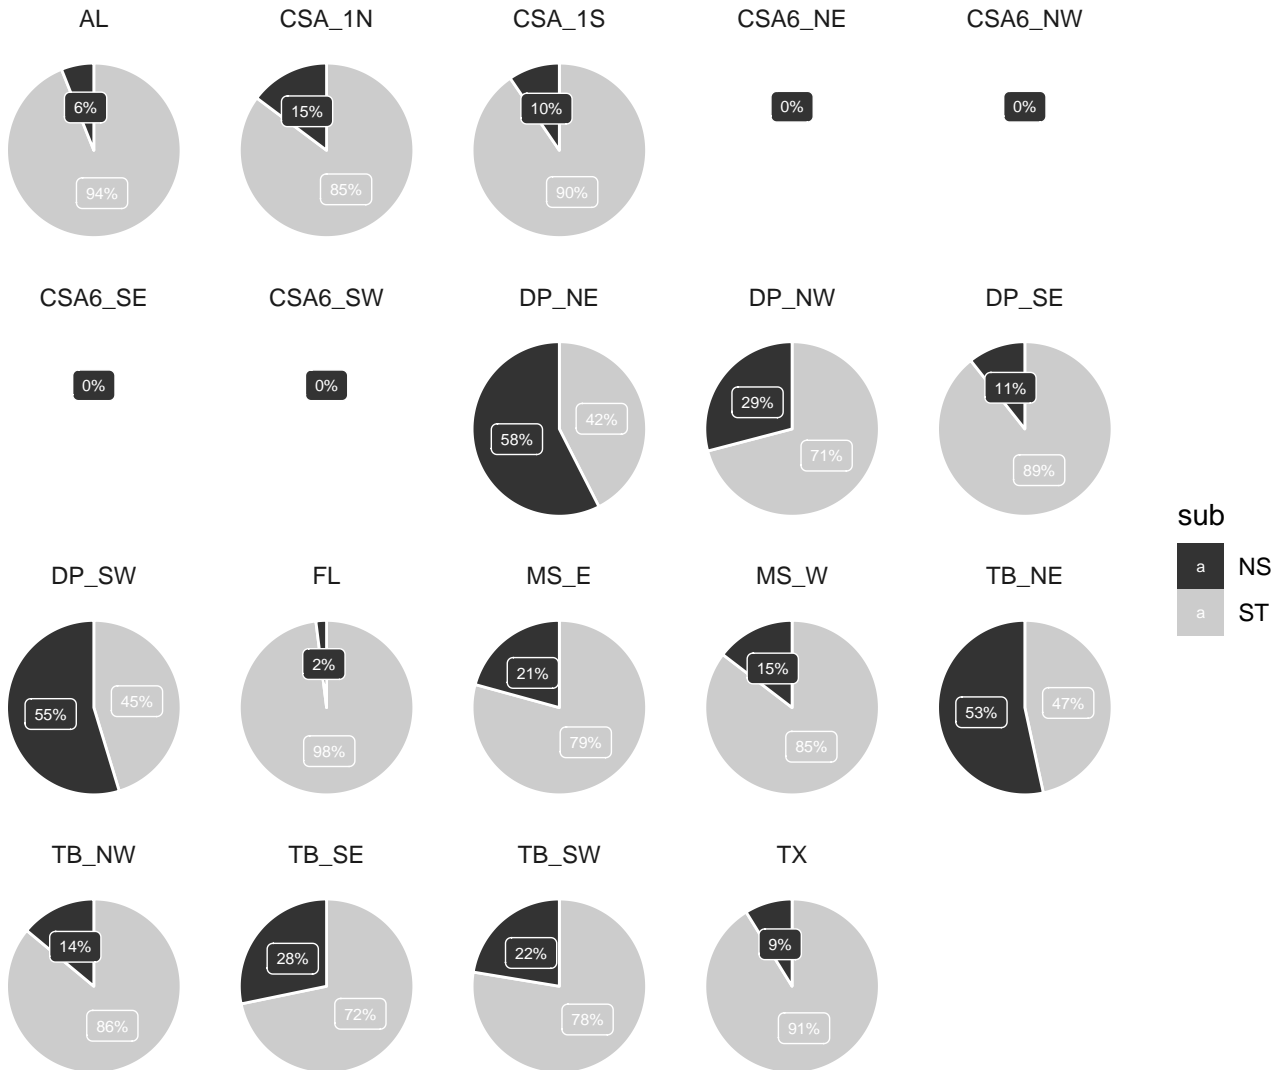 AL CSA_1N CSA_1S CSA6_NE CSA6_NW
6% 15% 10% 0% 0%
94% 85% 90%
CSA6_SE CSA6_SW DP_NE DP_NW DP_SE
0% 0% 58% 42% 29% 71% 11% 89%
sub
a NS
a ST
DP_SW FL MS_E MS_W TB_NE
55% 45% 2% 98% 21% 79% 15% 85% 53% 47%
TB_NW TB_SE TB_SW TX
14% 28% 22% 9%
86% 72% 78% 91%